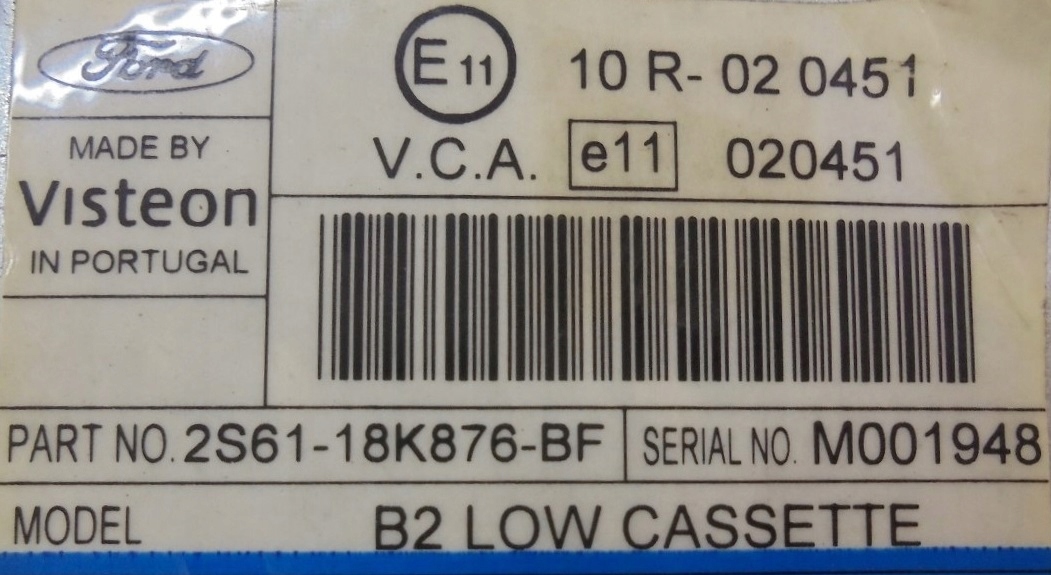 Ford
E 11 10 R- 02 0451
V.C.A. e11 020451
MADE BY
Visteon
IN PORTUGAL
PART NO. 2S61-18K876-BF SERIAL NO. M001948
MODEL B2 LOW CASSETTE